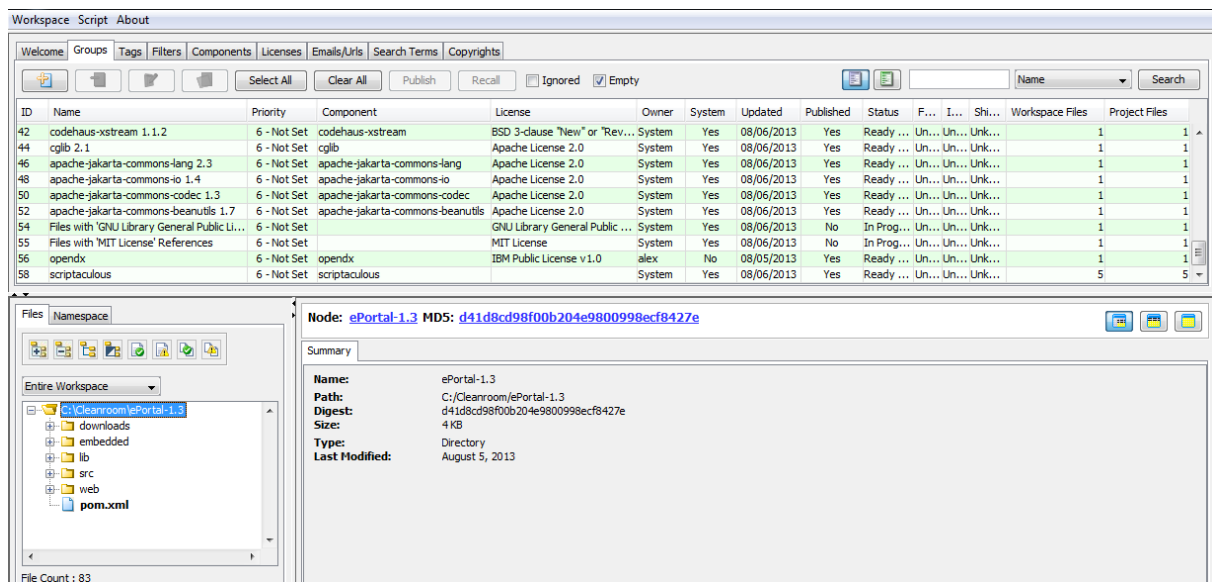 Workspace Script About
Welcome Groups Tags Filters Components Licenses Emails/Urls Search Terms Copyrights
Select All Clear All Publish Recall Ignored Empty Name Search
ID Name Priority Component License Owner System Updated Published Status F... I... Shi... Workspace Files Project Files
42 codehaus-xstream 1.1.2 6 - Not Set codehaus-xstream BSD 3-clause "New" or "Rev... System Yes 08/06/2013 Yes Ready ... Un... Un... Unk... 1 1
44 cglib 2.1 6 - Not Set cglib Apache License 2.0 System Yes 08/06/2013 Yes Ready ... Un... Un... Unk... 1 1
46 apache-jakarta-commons-lang 2.3 6 - Not Set apache-jakarta-commons-lang Apache License 2.0 System Yes 08/06/2013 Yes Ready ... Un... Un... Unk... 1 1
48 apache-jakarta-commons-io 1.4 6 - Not Set apache-jakarta-commons-io Apache License 2.0 System Yes 08/06/2013 Yes Ready ... Un... Un... Unk... 1 1
50 apache-jakarta-commons-codec 1.3 6 - Not Set apache-jakarta-commons-codec Apache License 2.0 System Yes 08/06/2013 Yes Ready ... Un... Un... Unk... 1 1
52 apache-jakarta-commons-beanutils 1.7 6 - Not Set apache-jakarta-commons-beanutils Apache License 2.0 System Yes 08/06/2013 Yes Ready ... Un... Un... Unk... 1 1
54 Files with 'GNU Library General Public Li... 6 - Not Set GNU Library General Public ... System Yes 08/06/2013 No In Prog... Un... Un... Unk... 1 1
55 Files with 'MIT License' References 6 - Not Set MIT License System Yes 08/06/2013 No In Prog... Un... Un... Unk... 1 1
56 opendx 6 - Not Set opendx IBM Public License v1.0 alex No 08/05/2013 Yes Ready ... Un... Un... Unk... 1 1
58 scriptaculous 6 - Not Set scriptaculous System Yes 08/06/2013 Yes Ready ... Un... Un... Unk... 5 5
Files Namespace
Entire Workspace
C:\Cleanroom\ePortal-1.3
downloads
embedded
lib
src
web
pom.xml
File Count : 83
Node: ePortal-1.3 MD5: d41d8cd98f00b204e9800998ecf8427e
Summary
Name: ePortal-1.3
Path: C:/Cleanroom/ePortal-1.3
Digest: d41d8cd98f00b204e9800998ecf8427e
Size: 4 KB
Type: Directory
Last Modified: August 5, 2013